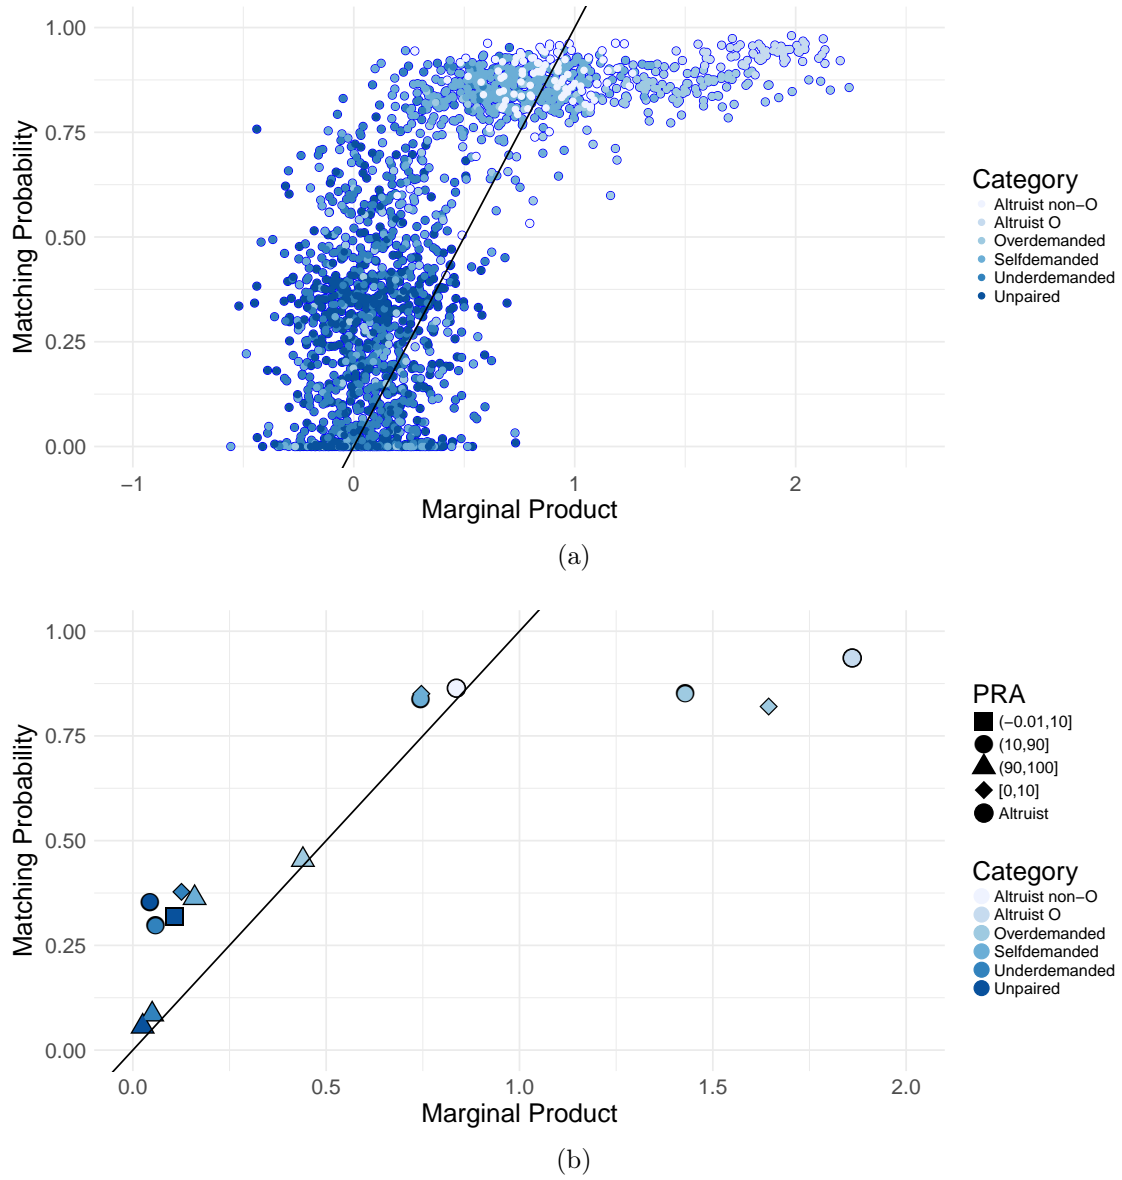 1.00
0.75
0.50
0.25
0.00
Matching Probability
−1 0 1 2
Marginal Product
Category
Altruist non−O
Altruist O
Overdemanded
Selfdemanded
Underdemanded
Unpaired
(a)
1.00
0.75
0.50
0.25
0.00
Matching Probability
0.0 0.5 1.0 1.5 2.0
Marginal Product
PRA
(−0.01,10]
(10,90]
(90,100]
[0,10]
Altruist
Category
Altruist non−O
Altruist O
Overdemanded
Selfdemanded
Underdemanded
Unpaired
(b)